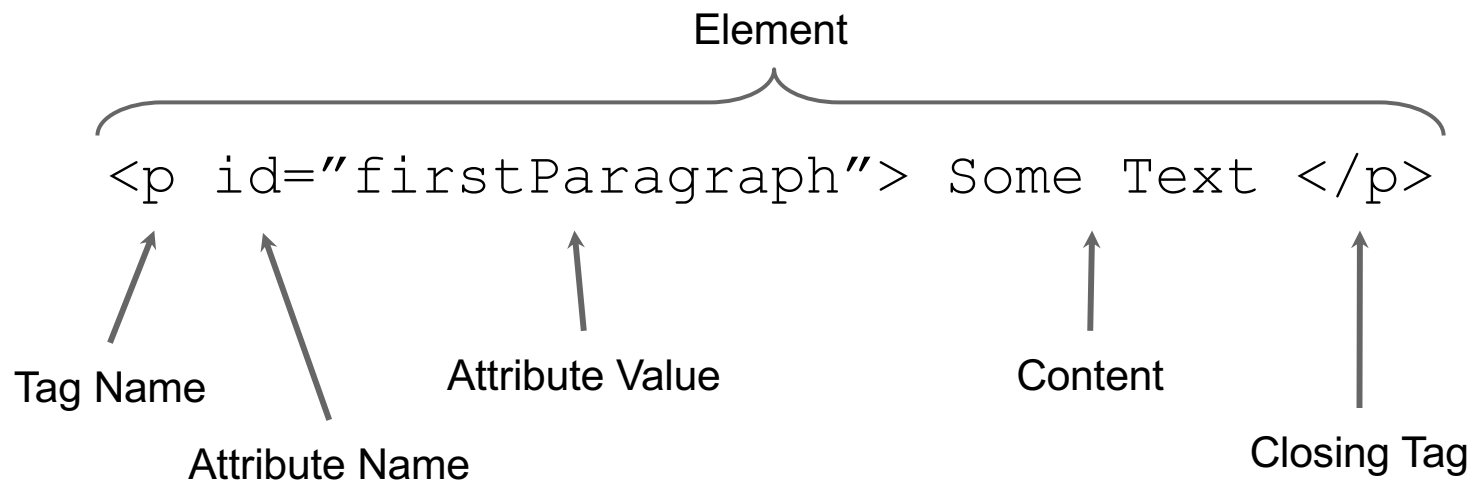 Element
<p id=”firstParagraph”> Some Text </p>
Tag Name
Attribute Name
Attribute Value
Content
Closing Tag